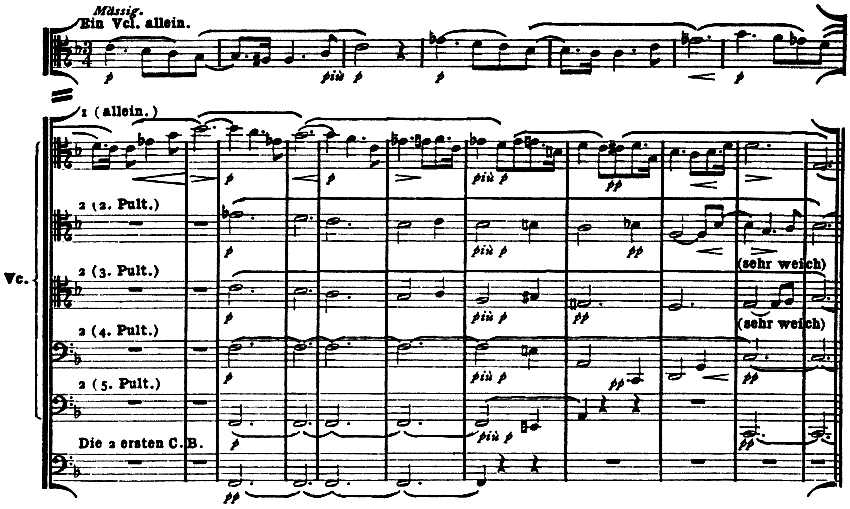 Mässig.
Ein Vcl. allein.
p più p p p
1 (allein.)
p p più p pp
2 (2. Pult.)
p più p pp
(sehr weich)
Vc.
2 (3. Pult.)
p più p pp
(sehr weich)
2 (4. Pult.)
p più p pp pp
2 (5. Pult.)
p più p pp
Die 2 ersten C.B.
pp